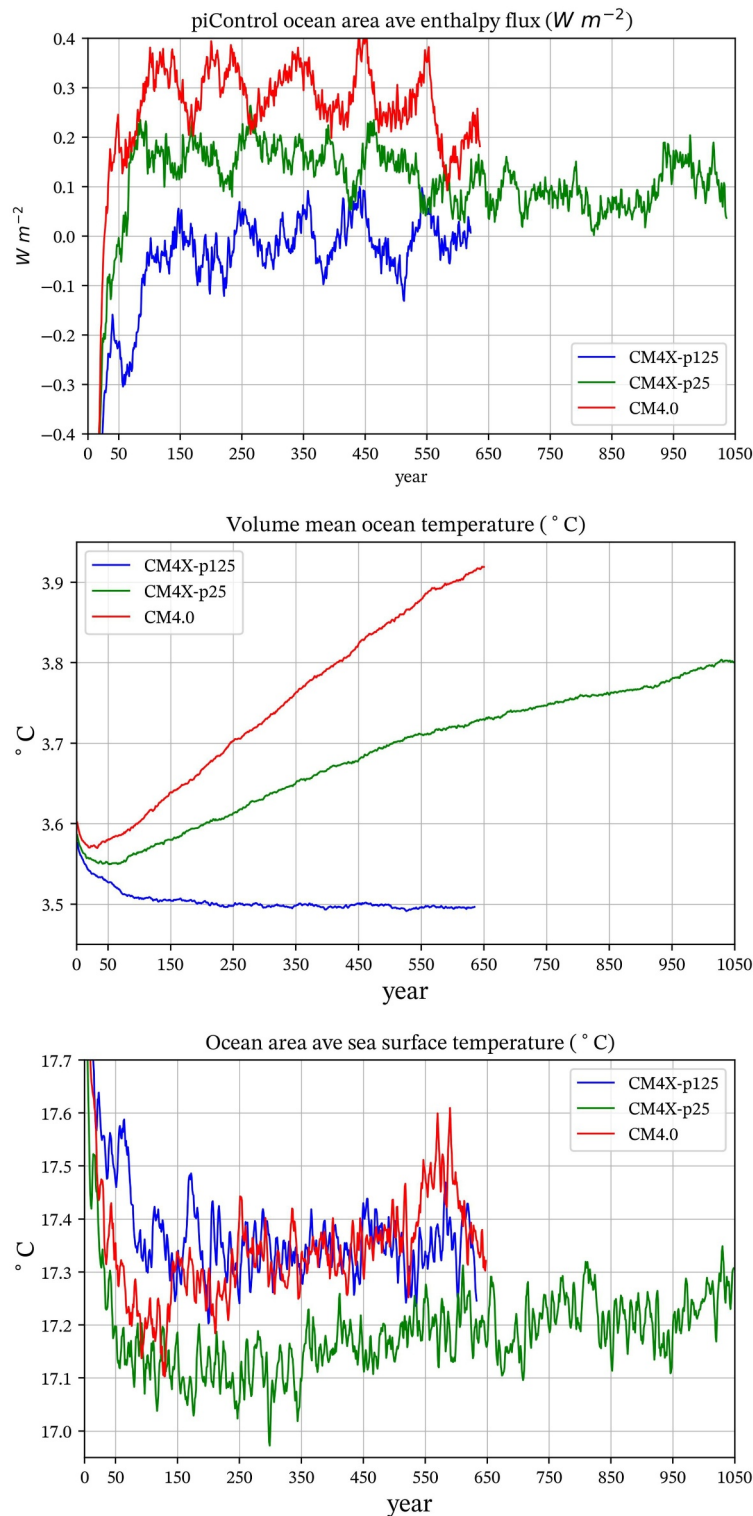 piControl ocean area ave enthalpy flux (W m⁻²)
0.4
0.3
0.2
0.1
0.0
−0.1
−0.2
−0.3
−0.4
W m⁻²
CM4X-p125
CM4X-p25
CM4.0
0 50 150 250 350 450 550 650 750 850 950 1050
year
Volume mean ocean temperature (°C)
CM4X-p125
CM4X-p25
CM4.0
3.9
3.8
3.7
3.6
3.5
°C
0 50 150 250 350 450 550 650 750 850 950 1050
year
Ocean area ave sea surface temperature (°C)
17.7
17.6
17.5
17.4
17.3
17.2
17.1
17.0
°C
CM4X-p125
CM4X-p25
CM4.0
0 50 150 250 350 450 550 650 750 850 950 1050
year